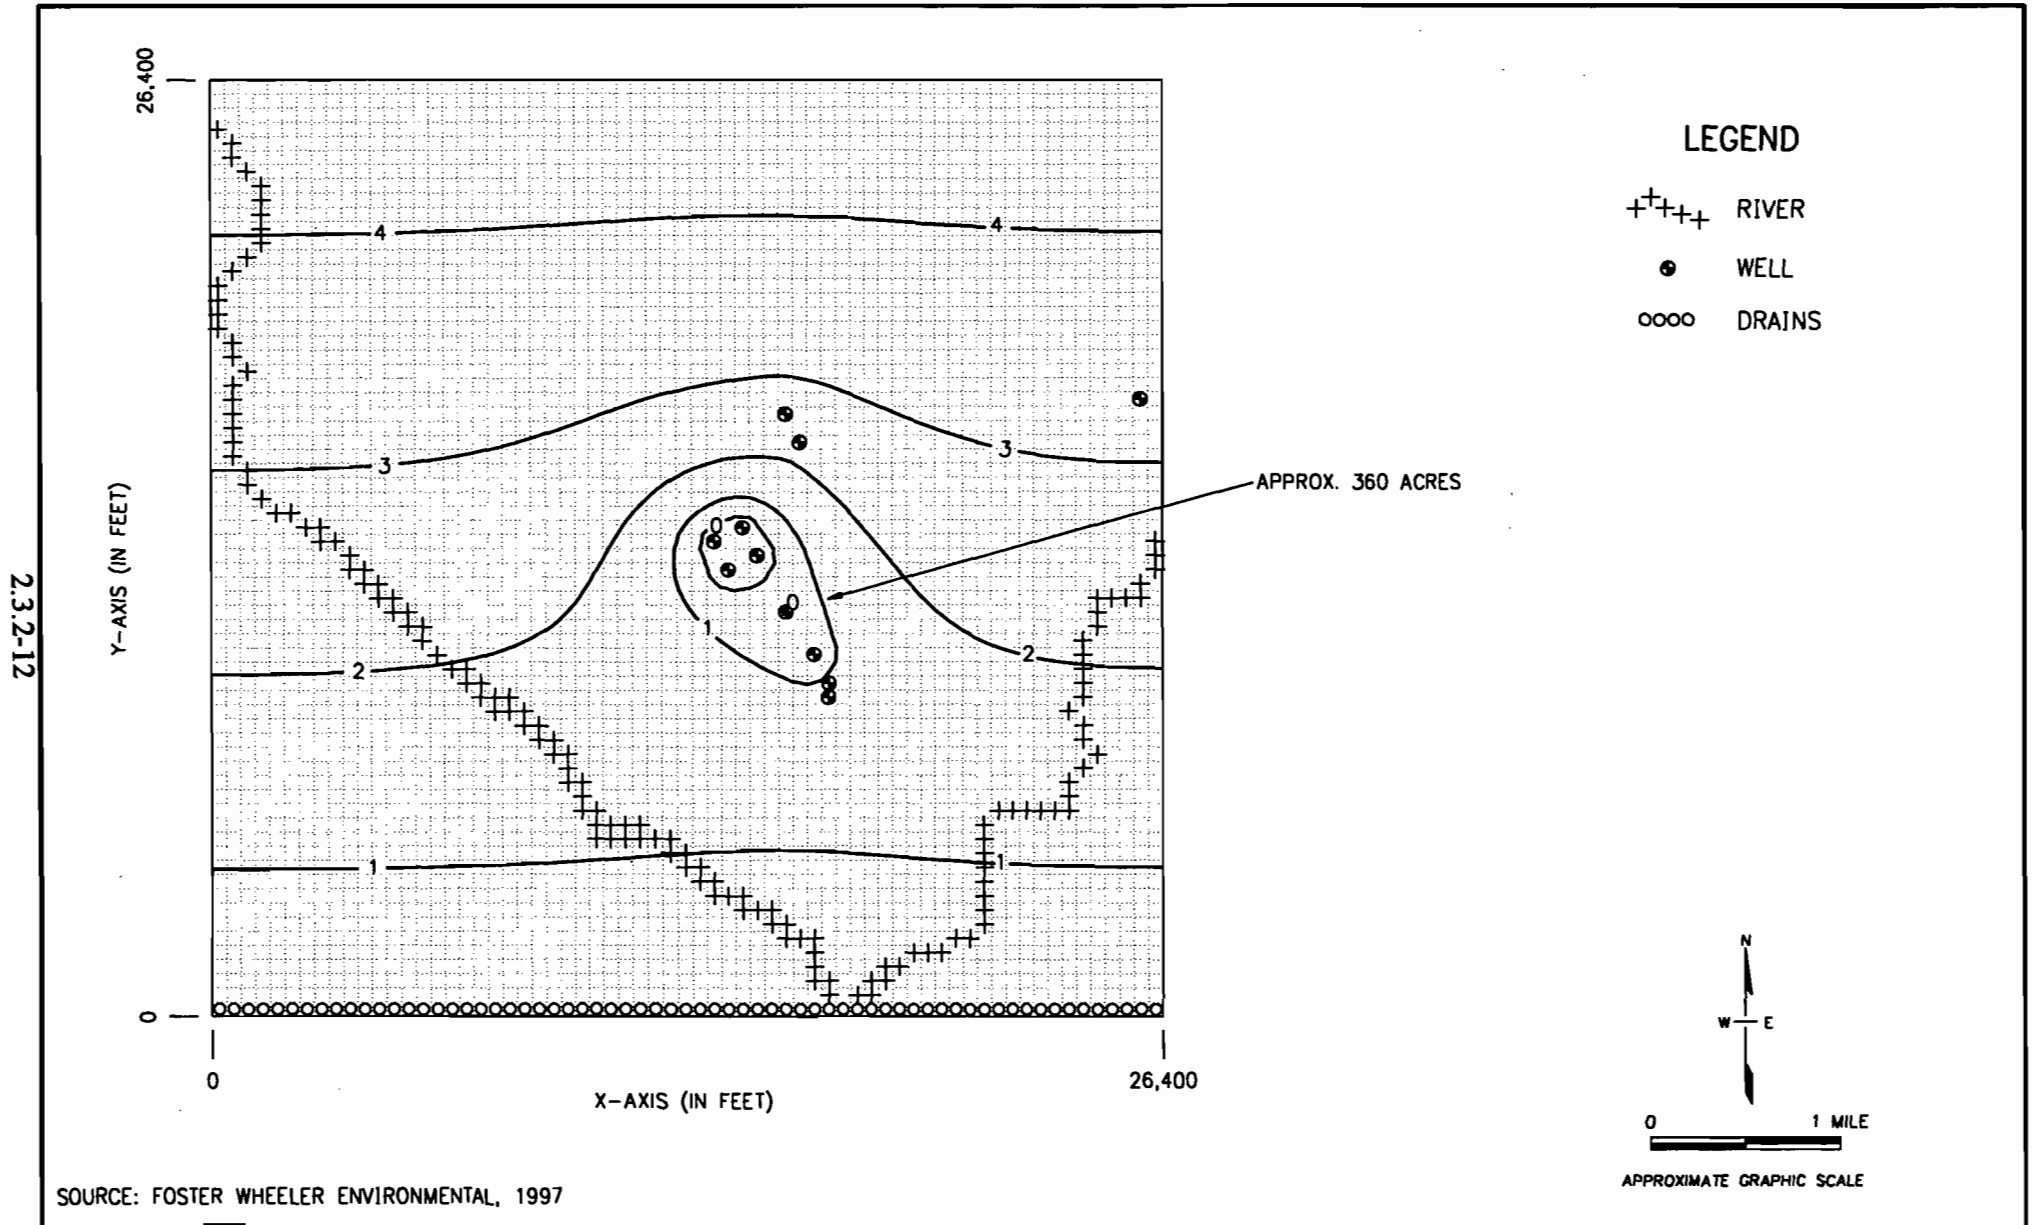 26,400
LEGEND
RIVER
WELL
DRAINS
4
4
3
3
APPROX. 360 ACRES
Y-AXIS (IN FEET)
0
0
1
2
2
1
1
2.3.2-12
0
0
26,400
X-AXIS (IN FEET)
N
W E
0 1 MILE
APPROXIMATE GRAPHIC SCALE
SOURCE: FOSTER WHEELER ENVIRONMENTAL, 1997